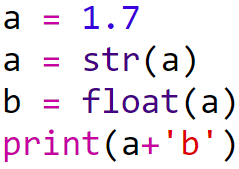 a = 1.7
a = str(a)
b = float(a)
print(a+'b')